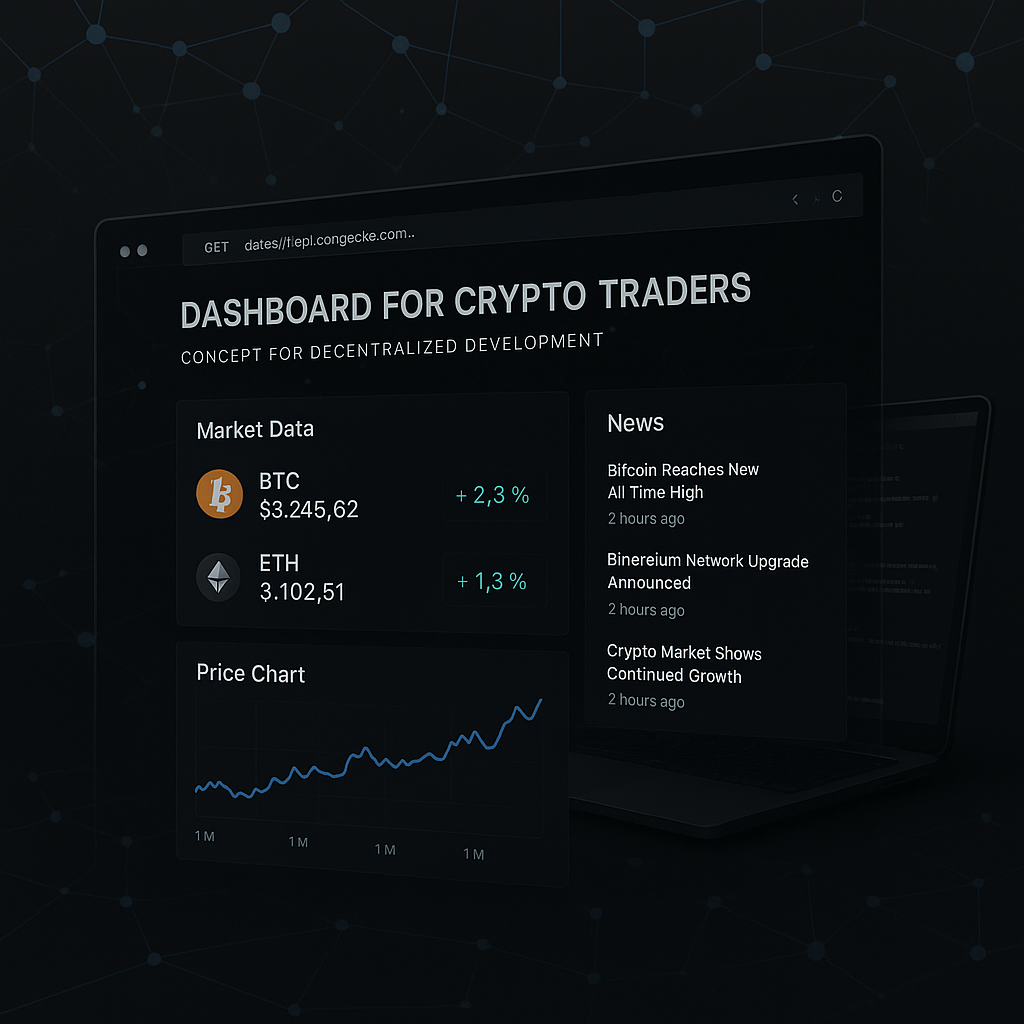 GET dates//fiepl.congecke.com..
DASHBOARD FOR CRYPTO TRADERS
CONCEPT FOR DECENTRALIZED DEVELOPMENT
Market Data
BTC
$3.245,62
+ 2,3 %
ETH
3.102,51
+ 1,3 %
Price Chart
1 M
1 M
1 M
1 M
News
Bifcoin Reaches New
All Time High
2 hours ago
Binereium Network Upgrade
Announced
2 hours ago
Crypto Market Shows
Continued Growth
2 hours ago